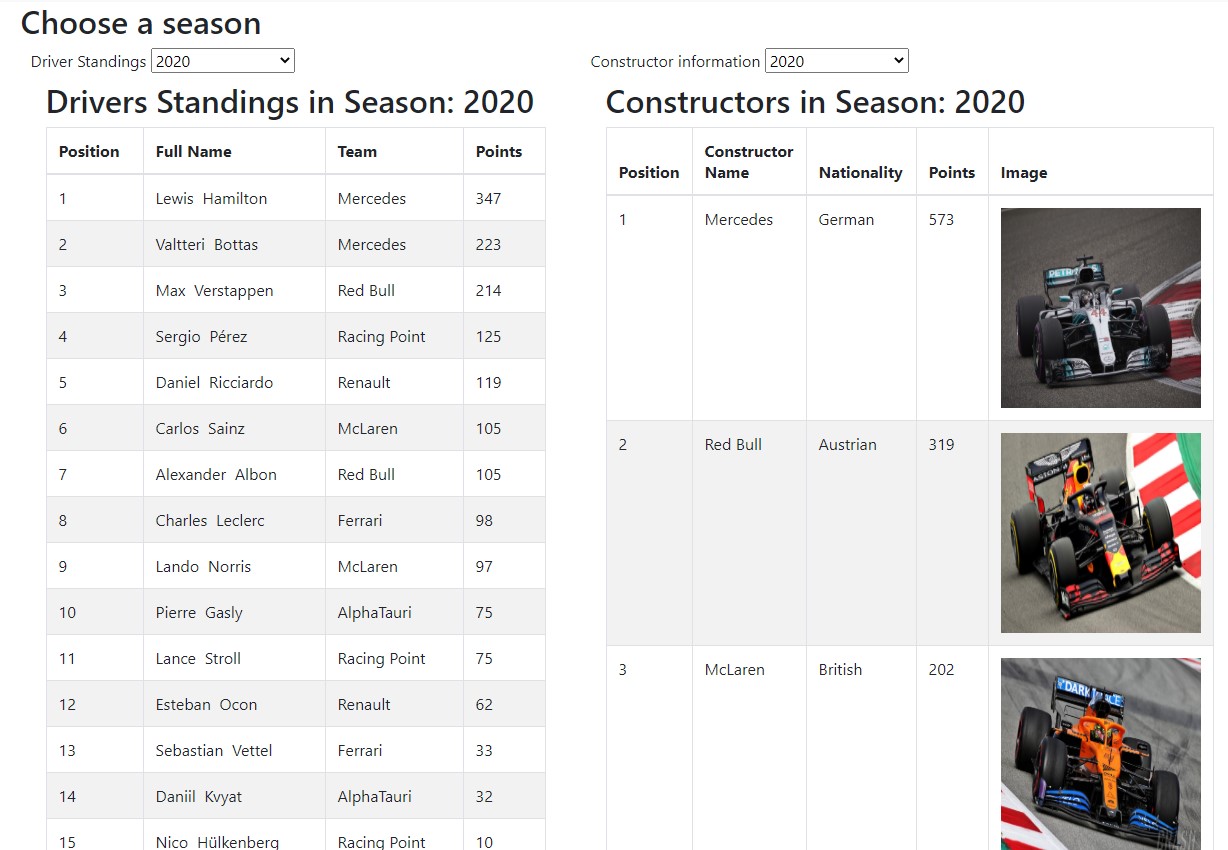 Choose a season
Driver Standings 2020
Constructor information 2020
Drivers Standings in Season: 2020
Position Full Name Team Points
1 Lewis Hamilton Mercedes 347
2 Valtteri Bottas Mercedes 223
3 Max Verstappen Red Bull 214
4 Sergio Pérez Racing Point 125
5 Daniel Ricciardo Renault 119
6 Carlos Sainz McLaren 105
7 Alexander Albon Red Bull 105
8 Charles Leclerc Ferrari 98
9 Lando Norris McLaren 97
10 Pierre Gasly AlphaTauri 75
11 Lance Stroll Racing Point 75
12 Esteban Ocon Renault 62
13 Sebastian Vettel Ferrari 33
14 Daniil Kvyat AlphaTauri 32
15 Nico Hülkenberg Racing Point 10
Constructors in Season: 2020
Position Constructor Name Nationality Points Image
1 Mercedes German 573
44
2 Red Bull Austrian 319
ASTON
3 McLaren British 202